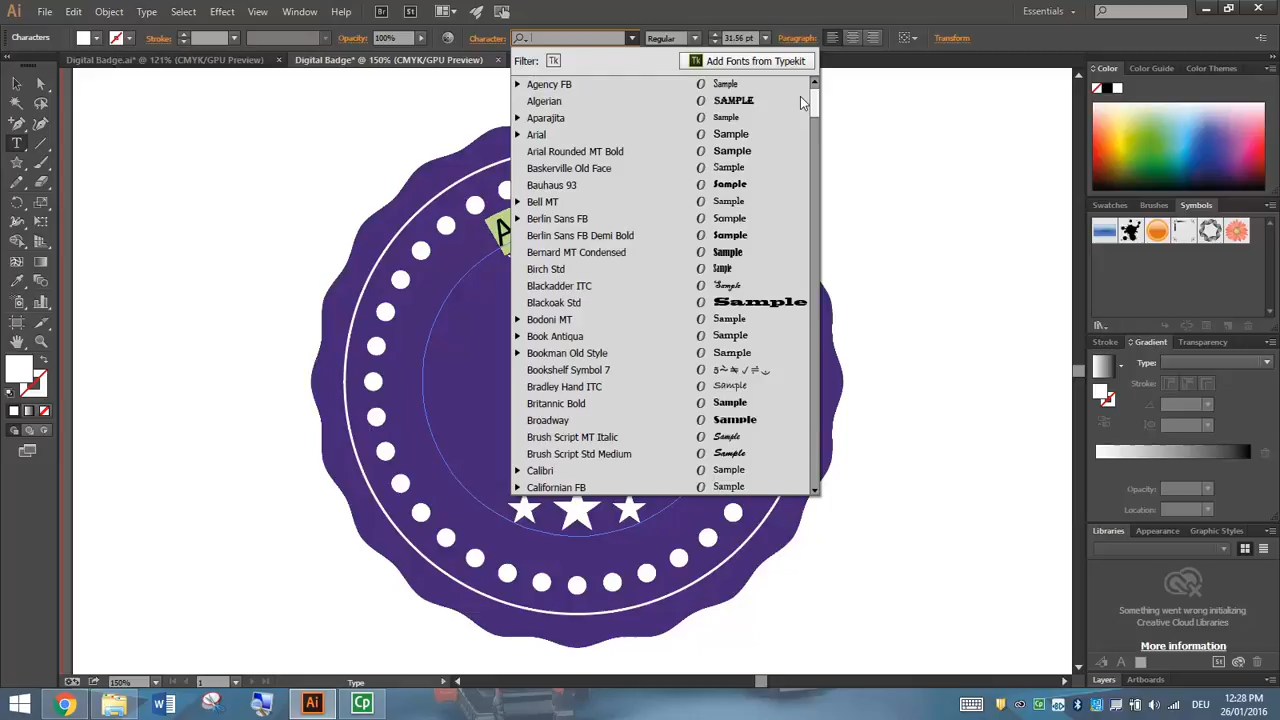 File Edit Object Type Select Effect View Window Help Br St Essentials
Characters Stroke: Opacity: 100% Character: Regular 31.56 pt Paragraph: Transform
Digital Badge.ai* @ 121% (CMYK/GPU Preview) × Digital Badge* @ 150% (CMYK/GPU Preview) ×
Filter: Tk Tk Add Fonts from Typekit
Color Color Guide Color Themes
Agency FB O Sample
Algerian O SAMPLE
Aparajita O Sample
Arial O Sample
Arial Rounded MT Bold O Sample
Baskerville Old Face O Sample
Bauhaus 93 O Sample
Bell MT O Sample
Berlin Sans FB O Sample
Berlin Sans FB Demi Bold O Sample
Bernard MT Condensed O Sample
Birch Std O Sample
Blackadder ITC O Sample
Blackoak Std O Sample
Bodoni MT O Sample
Book Antiqua O Sample
Bookman Old Style O Sample
Bookshelf Symbol 7 O
Bradley Hand ITC O Sample
Britannic Bold O Sample
Broadway O Sample
Brush Script MT Italic O Sample
Brush Script Std Medium O Sample
Calibri O Sample
Californian FB O Sample
A
Swatches Brushes Symbols
Stroke Gradient Transparency
Type:
Stroke:
Opacity:
Location:
Libraries Appearance Graphic Styles
Something went wrong initializing
Creative Cloud Libraries
More information
St
Layers Artboards
150% 1 Type
W Ai Cp DEU 12:28 PM
26/01/2016